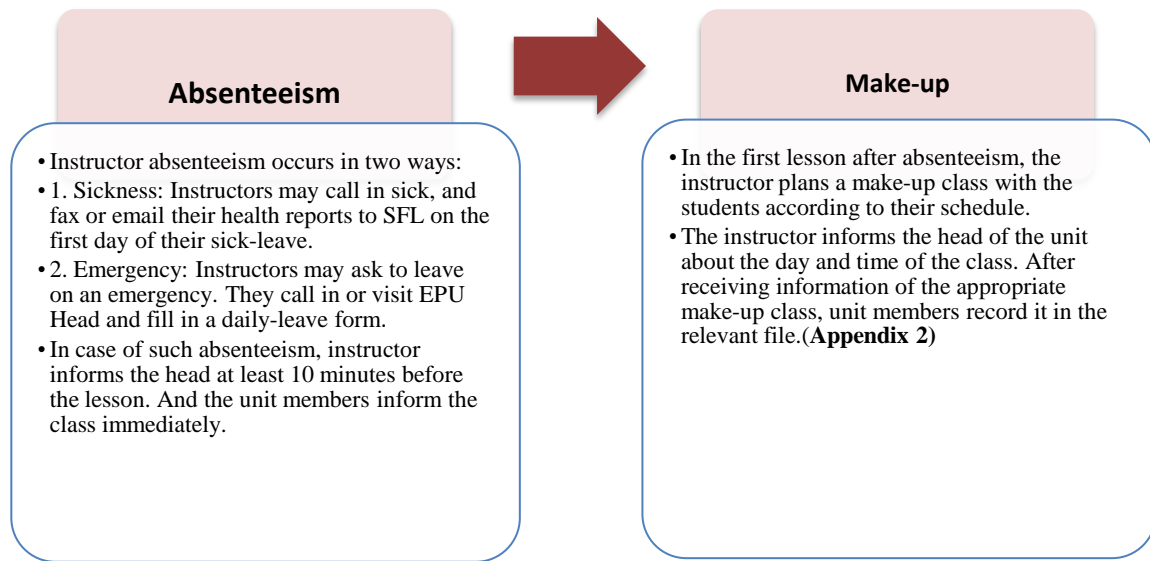 Absenteeism
• Instructor absenteeism occurs in two ways:
• 1. Sickness: Instructors may call in sick, and
fax or email their health reports to SFL on the
first day of their sick-leave.
• 2. Emergency: Instructors may ask to leave
on an emergency. They call in or visit EPU
Head and fill in a daily-leave form.
• In case of such absenteeism, instructor
informs the head at least 10 minutes before
the lesson. And the unit members inform the
class immediately.
Make-up
• In the first lesson after absenteeism, the
instructor plans a make-up class with the
students according to their schedule.
• The instructor informs the head of the unit
about the day and time of the class. After
receiving information of the appropriate
make-up class, unit members record it in the
relevant file.(Appendix 2)